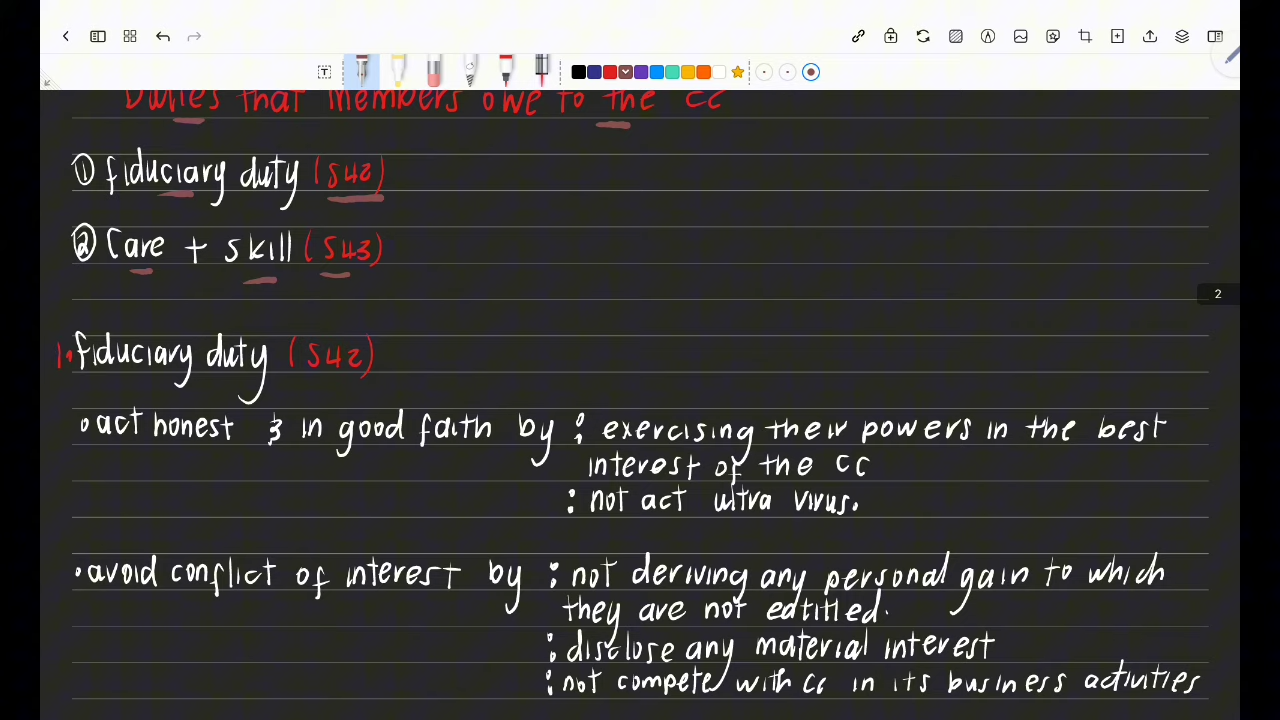 Duties that members owe to the CC
① fiduciary duty (S42)
② Care + skill (S43)
2
1. fiduciary duty (S42)
• act honest & in good faith by : exercising their powers in the best
interest of the CC
: not act ultra virus.
• avoid conflict of interest by : not deriving any personal gain to which
they are not edtitled.
: disclose any material interest
: not compete with CC in its business activities